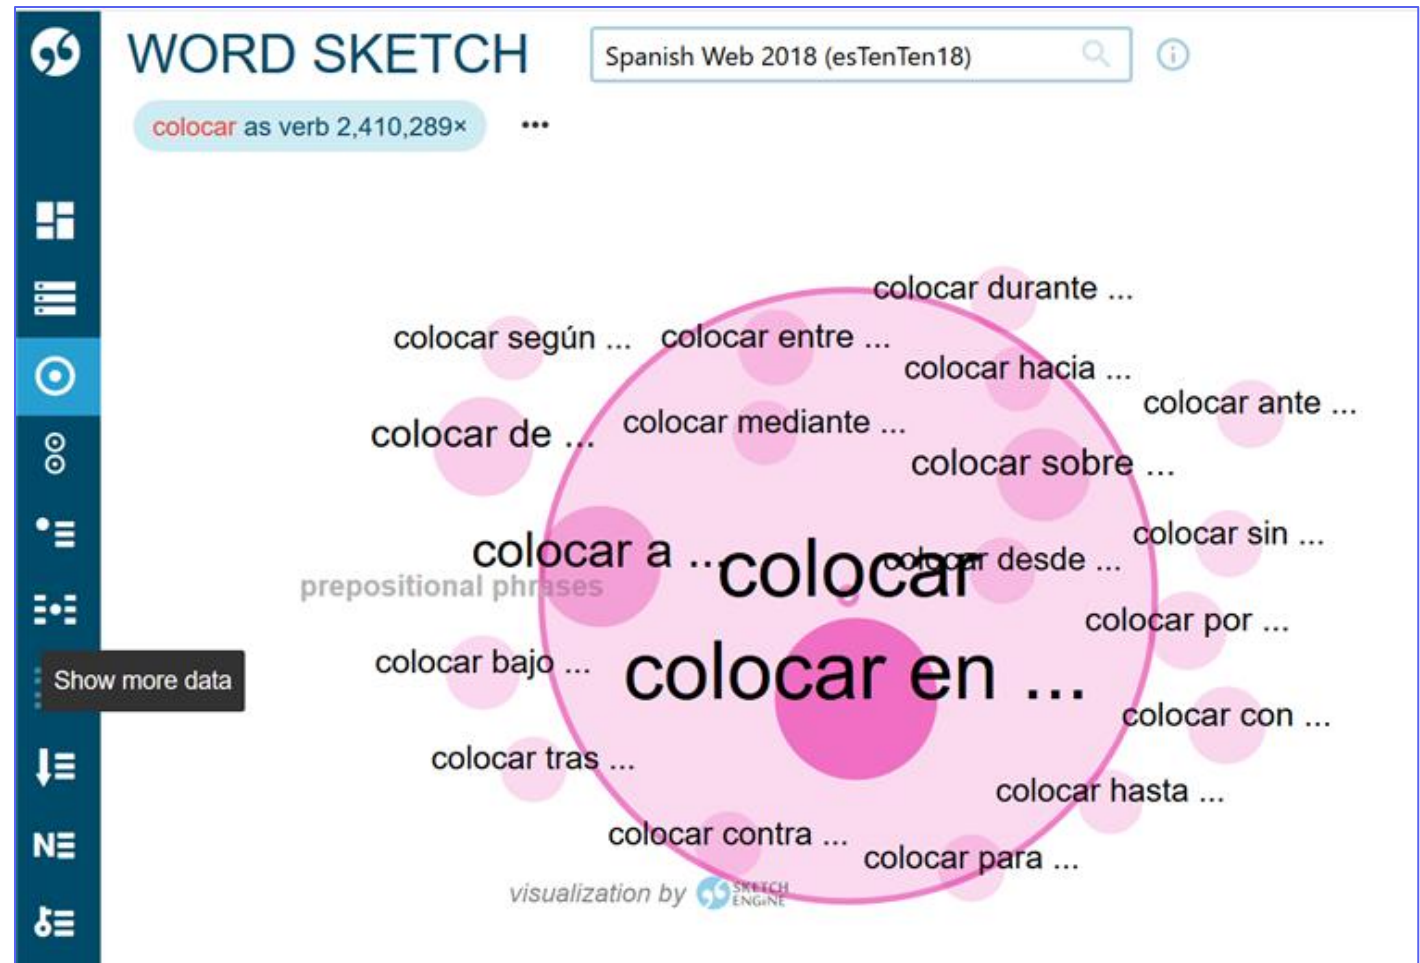 WORD SKETCH
Spanish Web 2018 (esTenTen18)
colocar as verb 2,410,289×
colocar durante ...
colocar según ...
colocar entre ...
colocar hacia ...
colocar ante ...
colocar mediante ...
colocar de ...
colocar sobre ...
colocar sin ...
colocar a ...
colocar
colocar desde ...
prepositional phrases
colocar por ...
colocar bajo ...
colocar en ...
Show more data
colocar con ...
colocar tras ...
colocar hasta ...
colocar contra ...
colocar para ...
visualization by SKETCH
ENGINE
N